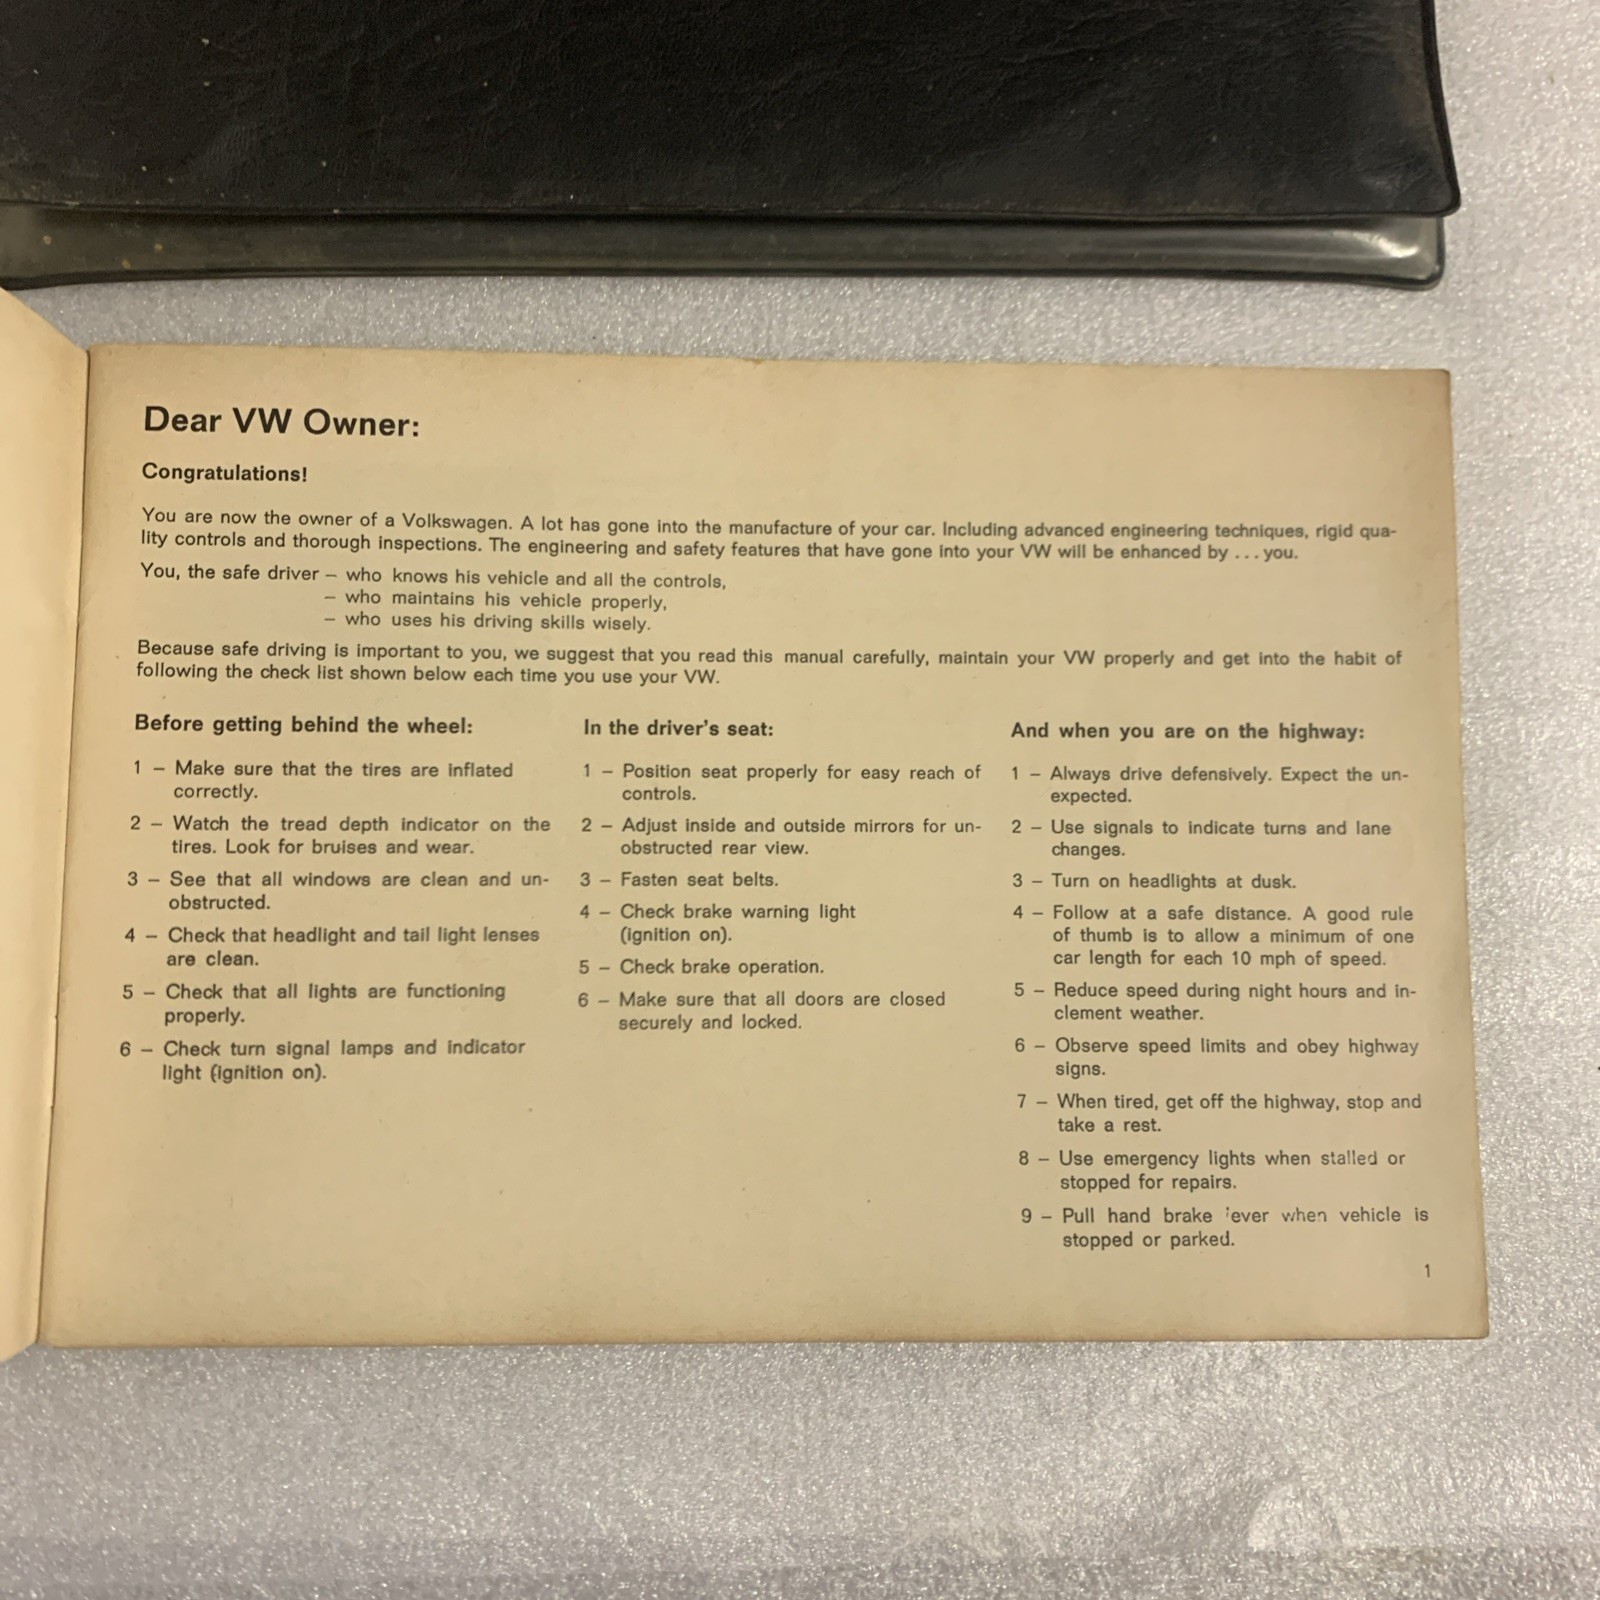 Dear VW Owner:
Congratulations!
You are now the owner of a Volkswagen. A lot has gone into the manufacture of your car. Including advanced engineering techniques, rigid qua-
lity controls and thorough inspections. The engineering and safety features that have gone into your VW will be enhanced by ... you.
You, the safe driver – who knows his vehicle and all the controls,
– who maintains his vehicle properly,
– who uses his driving skills wisely.
Because safe driving is important to you, we suggest that you read this manual carefully, maintain your VW properly and get into the habit of
following the check list shown below each time you use your VW.
Before getting behind the wheel:
1 – Make sure that the tires are inflated
correctly.
2 – Watch the tread depth indicator on the
tires. Look for bruises and wear.
3 – See that all windows are clean and un-
obstructed.
4 – Check that headlight and tail light lenses
are clean.
5 – Check that all lights are functioning
properly.
6 – Check turn signal lamps and indicator
light (ignition on).
In the driver's seat:
1 – Position seat properly for easy reach of
controls.
2 – Adjust inside and outside mirrors for un-
obstructed rear view.
3 – Fasten seat belts.
4 – Check brake warning light
(ignition on).
5 – Check brake operation.
6 – Make sure that all doors are closed
securely and locked.
And when you are on the highway:
1 – Always drive defensively. Expect the un-
expected.
2 – Use signals to indicate turns and lane
changes.
3 – Turn on headlights at dusk.
4 – Follow at a safe distance. A good rule
of thumb is to allow a minimum of one
car length for each 10 mph of speed.
5 – Reduce speed during night hours and in-
clement weather.
6 – Observe speed limits and obey highway
signs.
7 – When tired, get off the highway, stop and
take a rest.
8 – Use emergency lights when stalled or
stopped for repairs.
9 – Pull hand brake lever when vehicle is
stopped or parked.
1